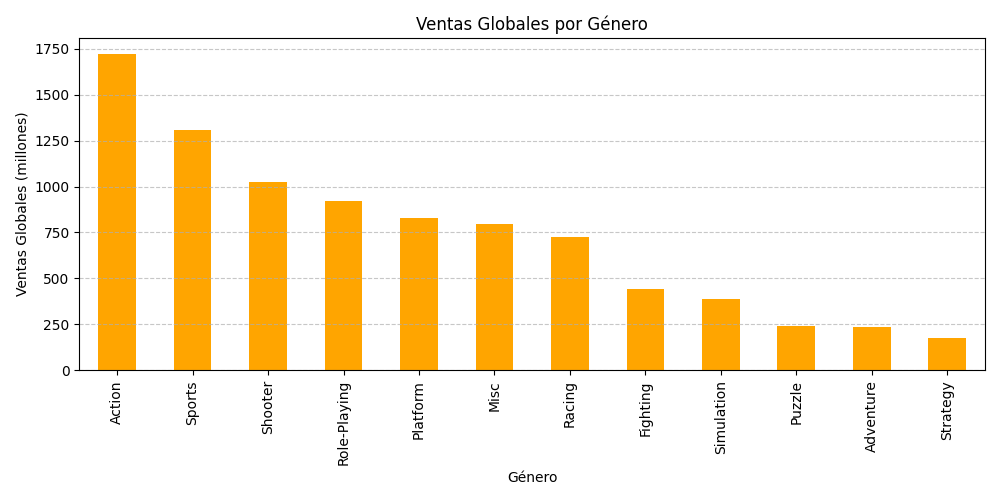 Ventas Globales por Género
Ventas Globales (millones)
1750
1500
1250
1000
750
500
250
0
Action
Sports
Shooter
Role-Playing
Platform
Misc
Racing
Fighting
Simulation
Puzzle
Adventure
Strategy
Género